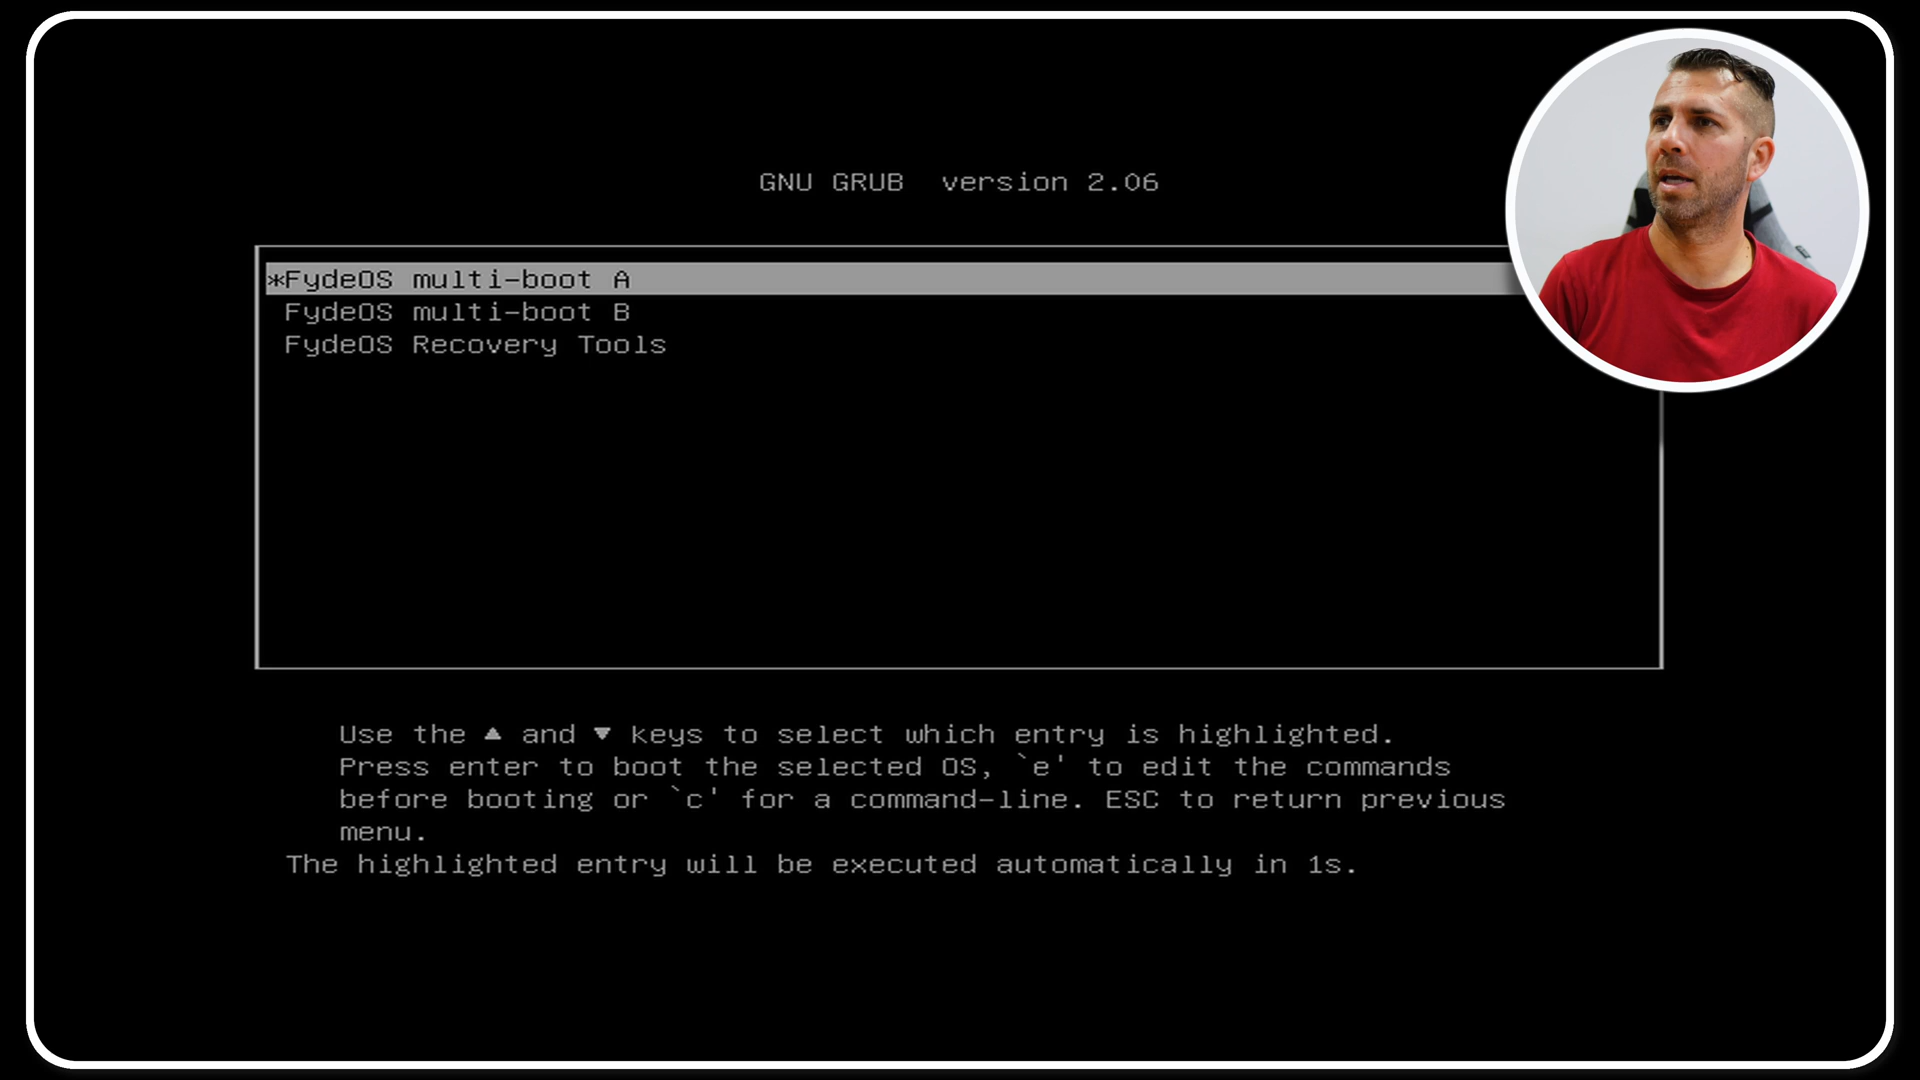 GNU GRUB version 2.06
*FydeOS multi-boot A
FydeOS multi-boot B
FydeOS Recovery Tools
Use the ▲ and ▼ keys to select which entry is highlighted.
Press enter to boot the selected OS, `e' to edit the commands
before booting or `c' for a command-line. ESC to return previous
menu.
The highlighted entry will be executed automatically in 1s.